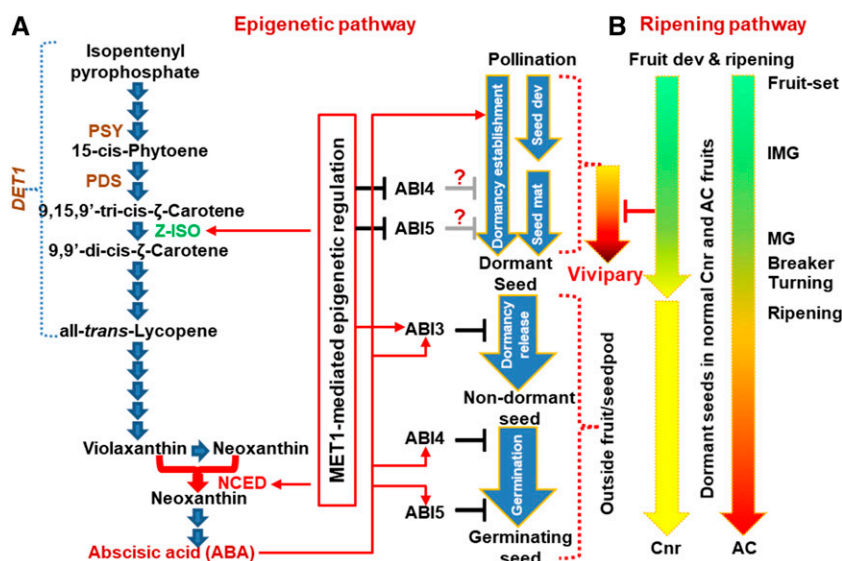 A
Epigenetic pathway
Isopentenyl
pyrophosphate
PSY
15-cis-Phytoene
PDS
9,15,9'-tri-cis-ζ-Carotene
Z-ISO
9,9'-di-cis-ζ-Carotene
all-trans-Lycopene
DET1
Violaxanthin
Neoxanthin
NCED
Neoxanthin
Abscisic acid (ABA)
MET1-mediated epigenetic regulation
Pollination
Dormancy establishment
Seed dev
Seed mat
ABI4
?
ABI5
?
Dormant
Seed
Vivipary
ABI3
Dormancy
release
Non-dormant
seed
ABI4
Germination
ABI5
Germinating
seed
Outside fruit/seedpod
B
Ripening pathway
Fruit dev & ripening
Fruit-set
IMG
MG
Breaker
Turning
Ripening
Dormant seeds in normal Cnr and AC fruits
Cnr
AC